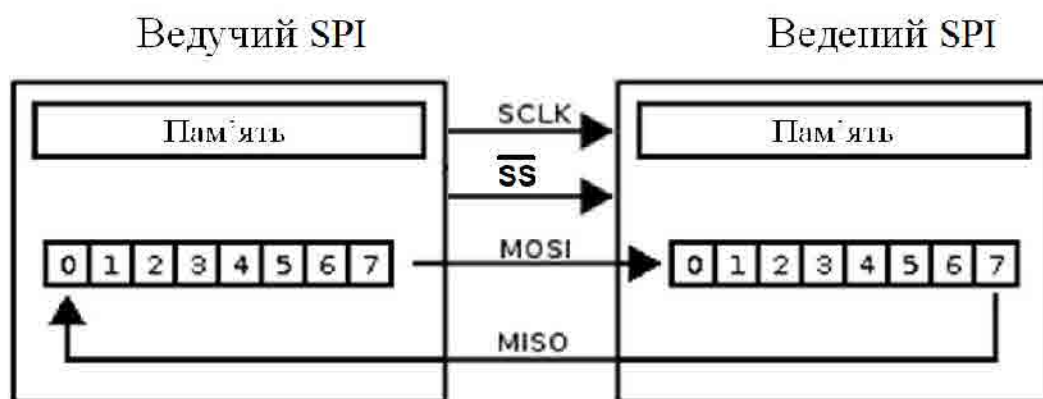 Ведучий SPI
Ведений SPI
Пам'ять
SCLK
Пам'ять
SS
0 1 2 3 4 5 6 7
MOSI
0 1 2 3 4 5 6 7
MISO